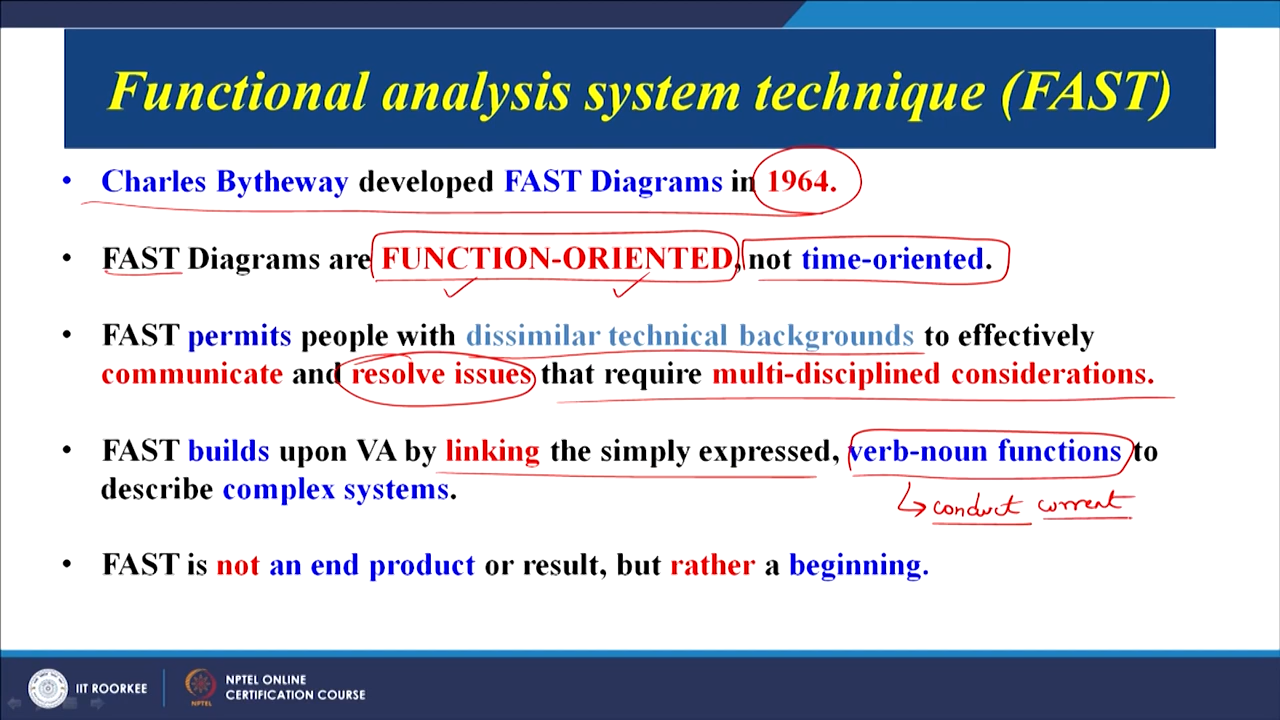 Functional analysis system technique (FAST)
• Charles Bytheway developed FAST Diagrams in 1964.
• FAST Diagrams are FUNCTION-ORIENTED, not time-oriented.
• FAST permits people with dissimilar technical backgrounds to effectively
communicate and resolve issues that require multi-disciplined considerations.
• FAST builds upon VA by linking the simply expressed, verb-noun functions to
describe complex systems.
conduct current
• FAST is not an end product or result, but rather a beginning.
IIT ROORKEE
NPTEL
NPTEL ONLINE
CERTIFICATION COURSE